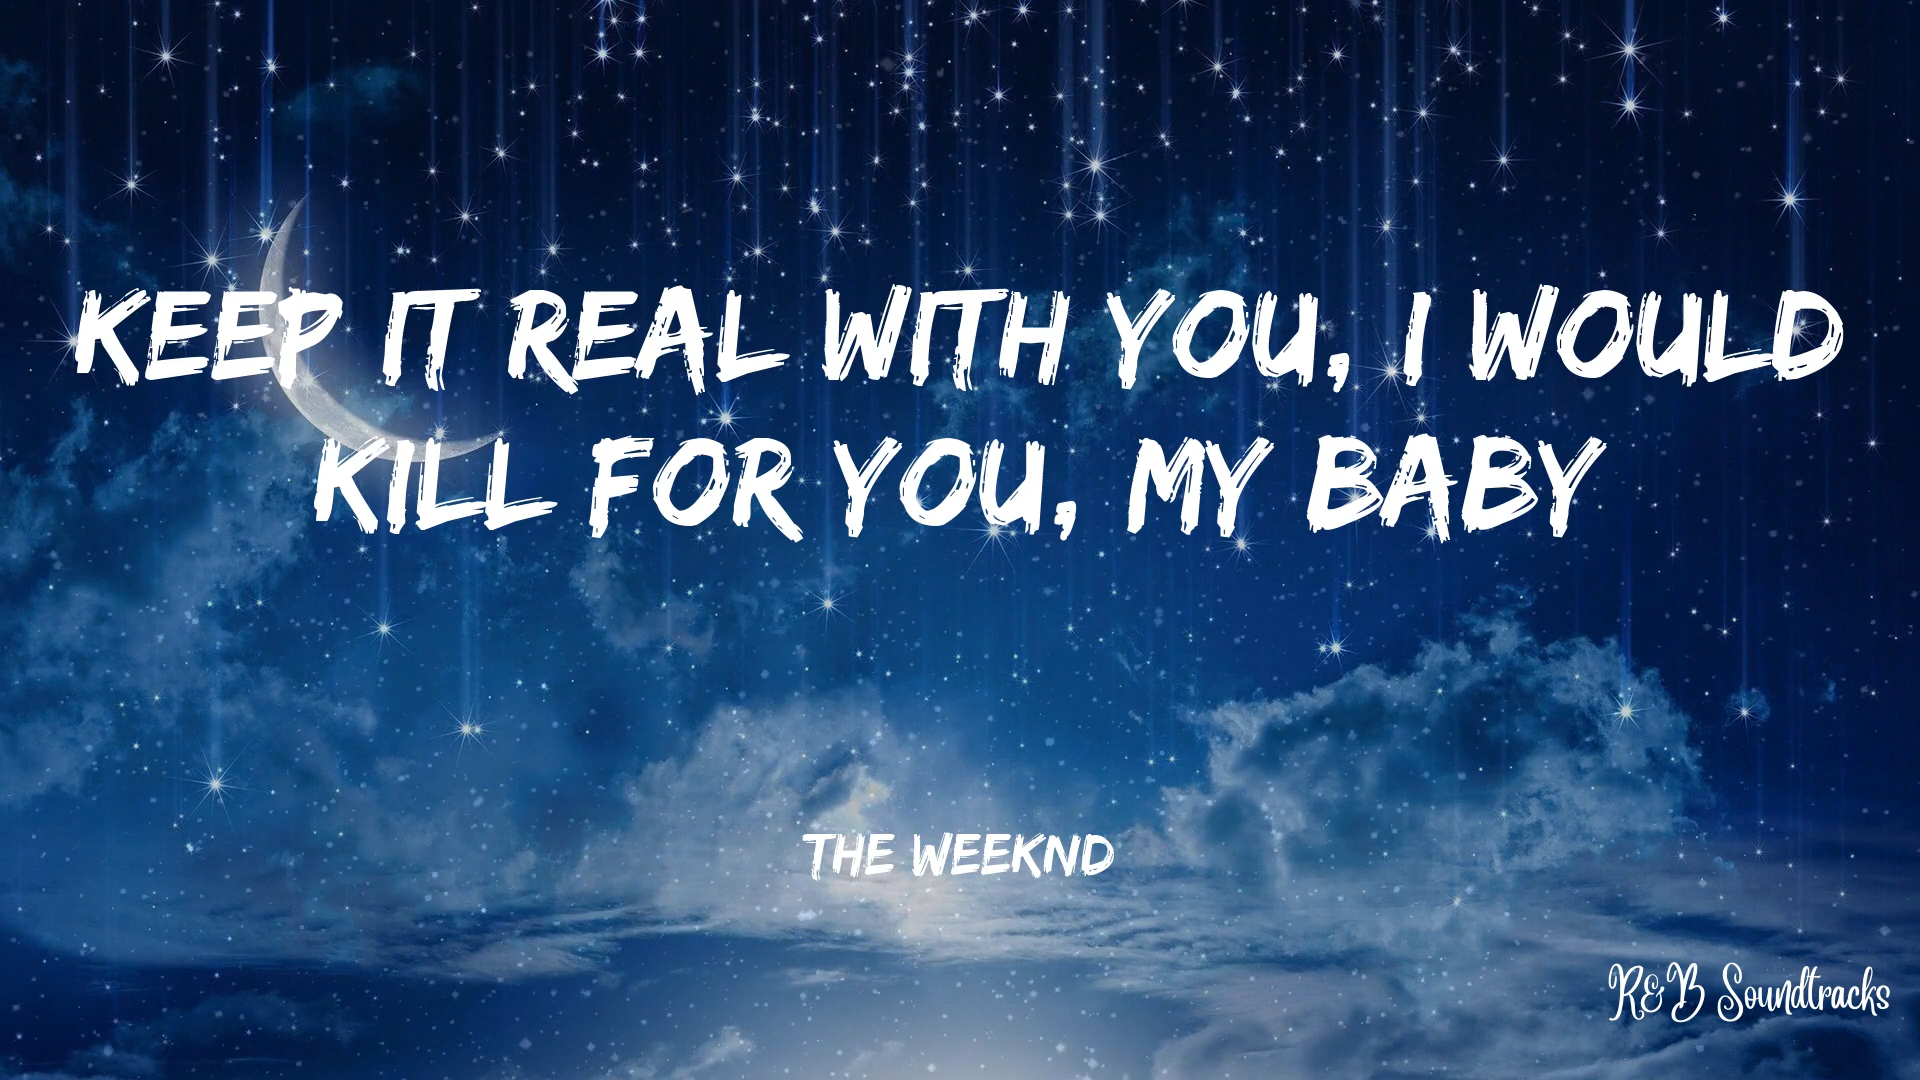 KEEP IT REAL WITH YOU, I WOULD
KILL FOR YOU, MY BABY
THE WEEKND
R&B Soundtracks